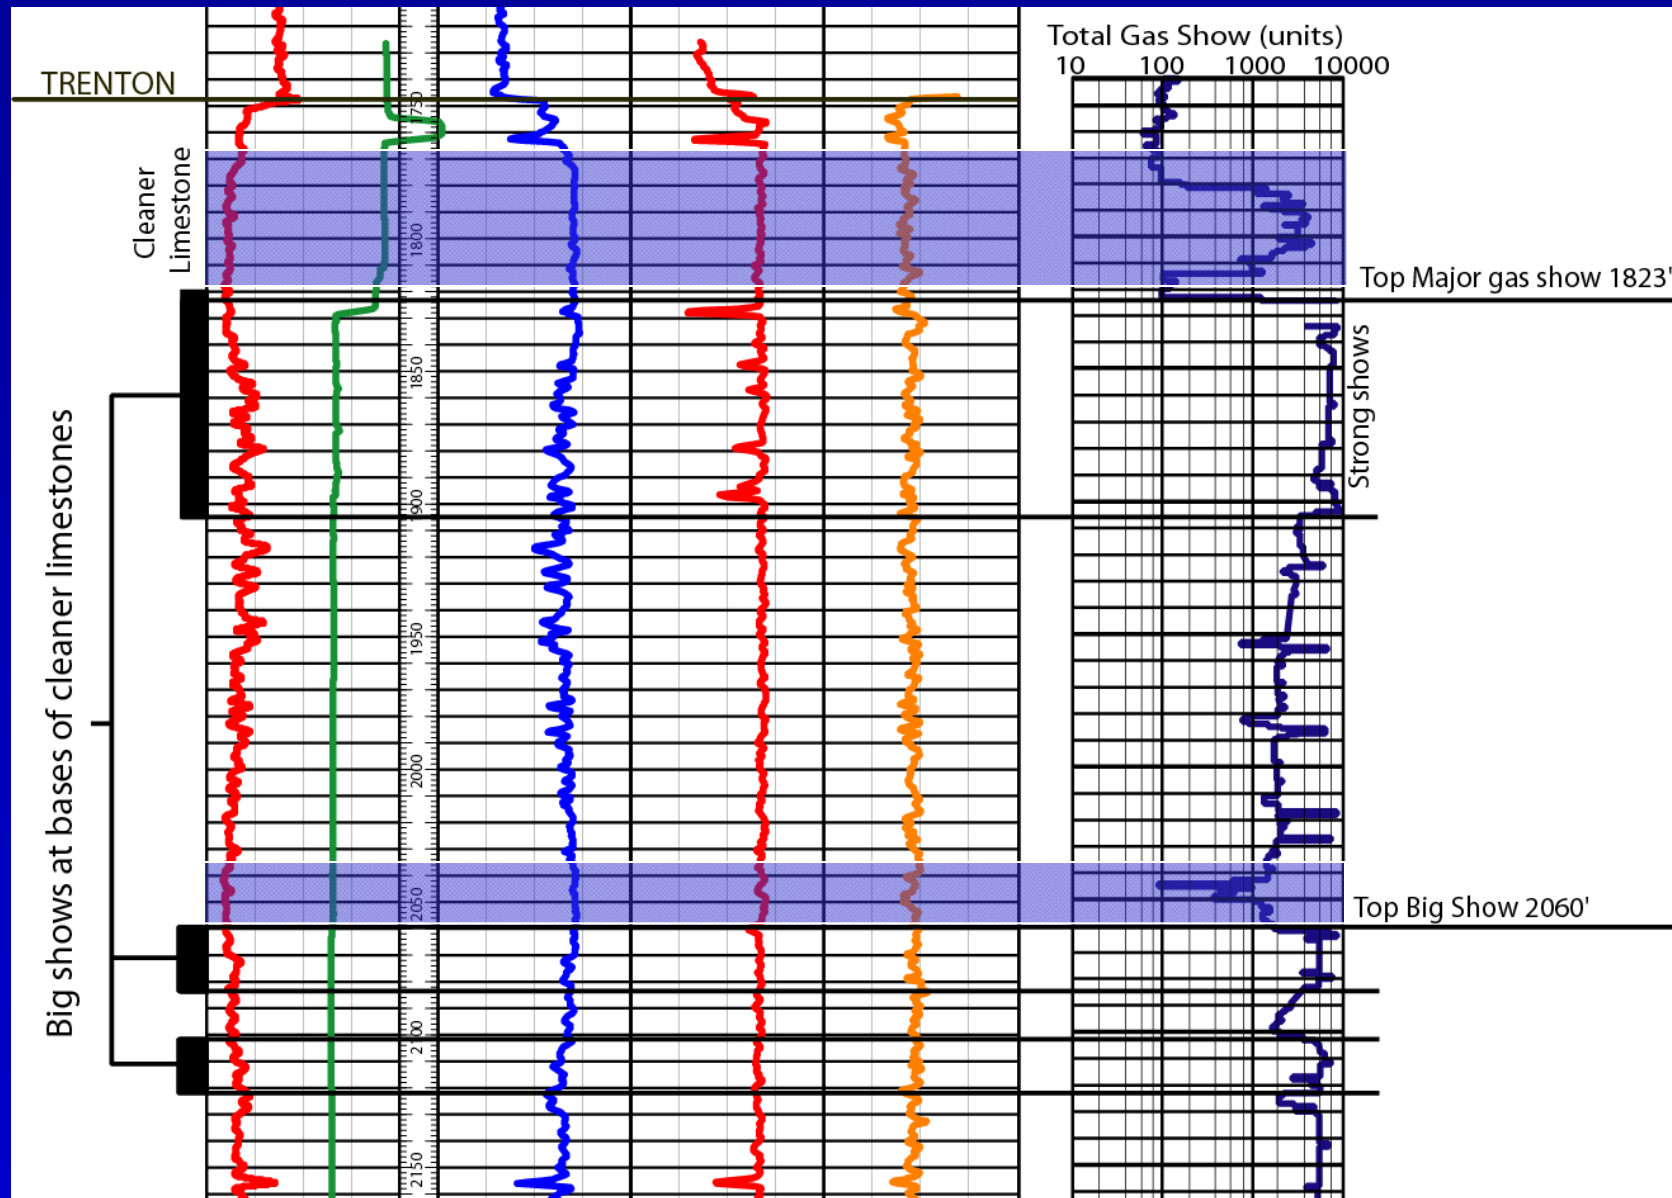 Total Gas Show (units)
10 100 1000 10000
TRENTON
1750
Cleaner
Limestone
1800
Top Major gas show 1823'
Strong shows
1850
Big shows at bases of cleaner limestones
1900
1950
2000
2050
Top Big Show 2060'
2100
2150